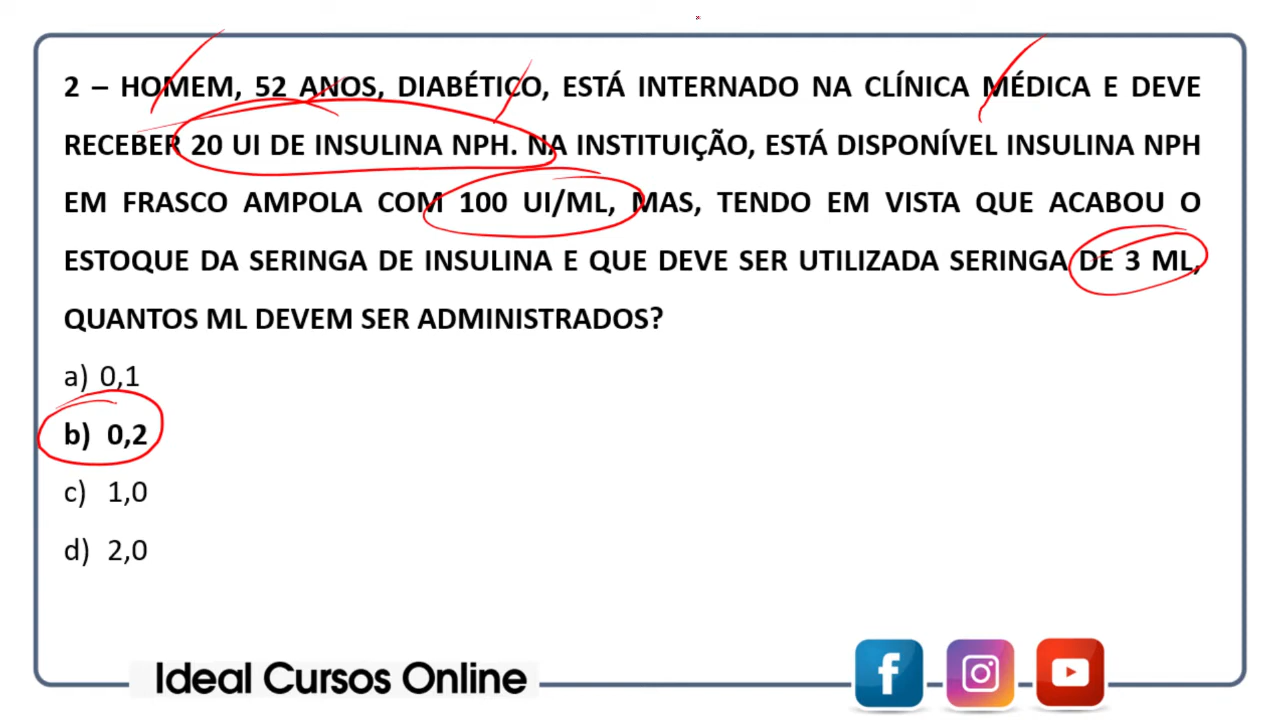 2 – HOMEM, 52 ANOS, DIABÉTICO, ESTÁ INTERNADO NA CLÍNICA MÉDICA E DEVE
RECEBER 20 UI DE INSULINA NPH. NA INSTITUIÇÃO, ESTÁ DISPONÍVEL INSULINA NPH
EM FRASCO AMPOLA COM 100 UI/ML, MAS, TENDO EM VISTA QUE ACABOU O
ESTOQUE DA SERINGA DE INSULINA E QUE DEVE SER UTILIZADA SERINGA DE 3 ML,
QUANTOS ML DEVEM SER ADMINISTRADOS?
a) 0,1
b) 0,2
c) 1,0
d) 2,0
Ideal Cursos Online